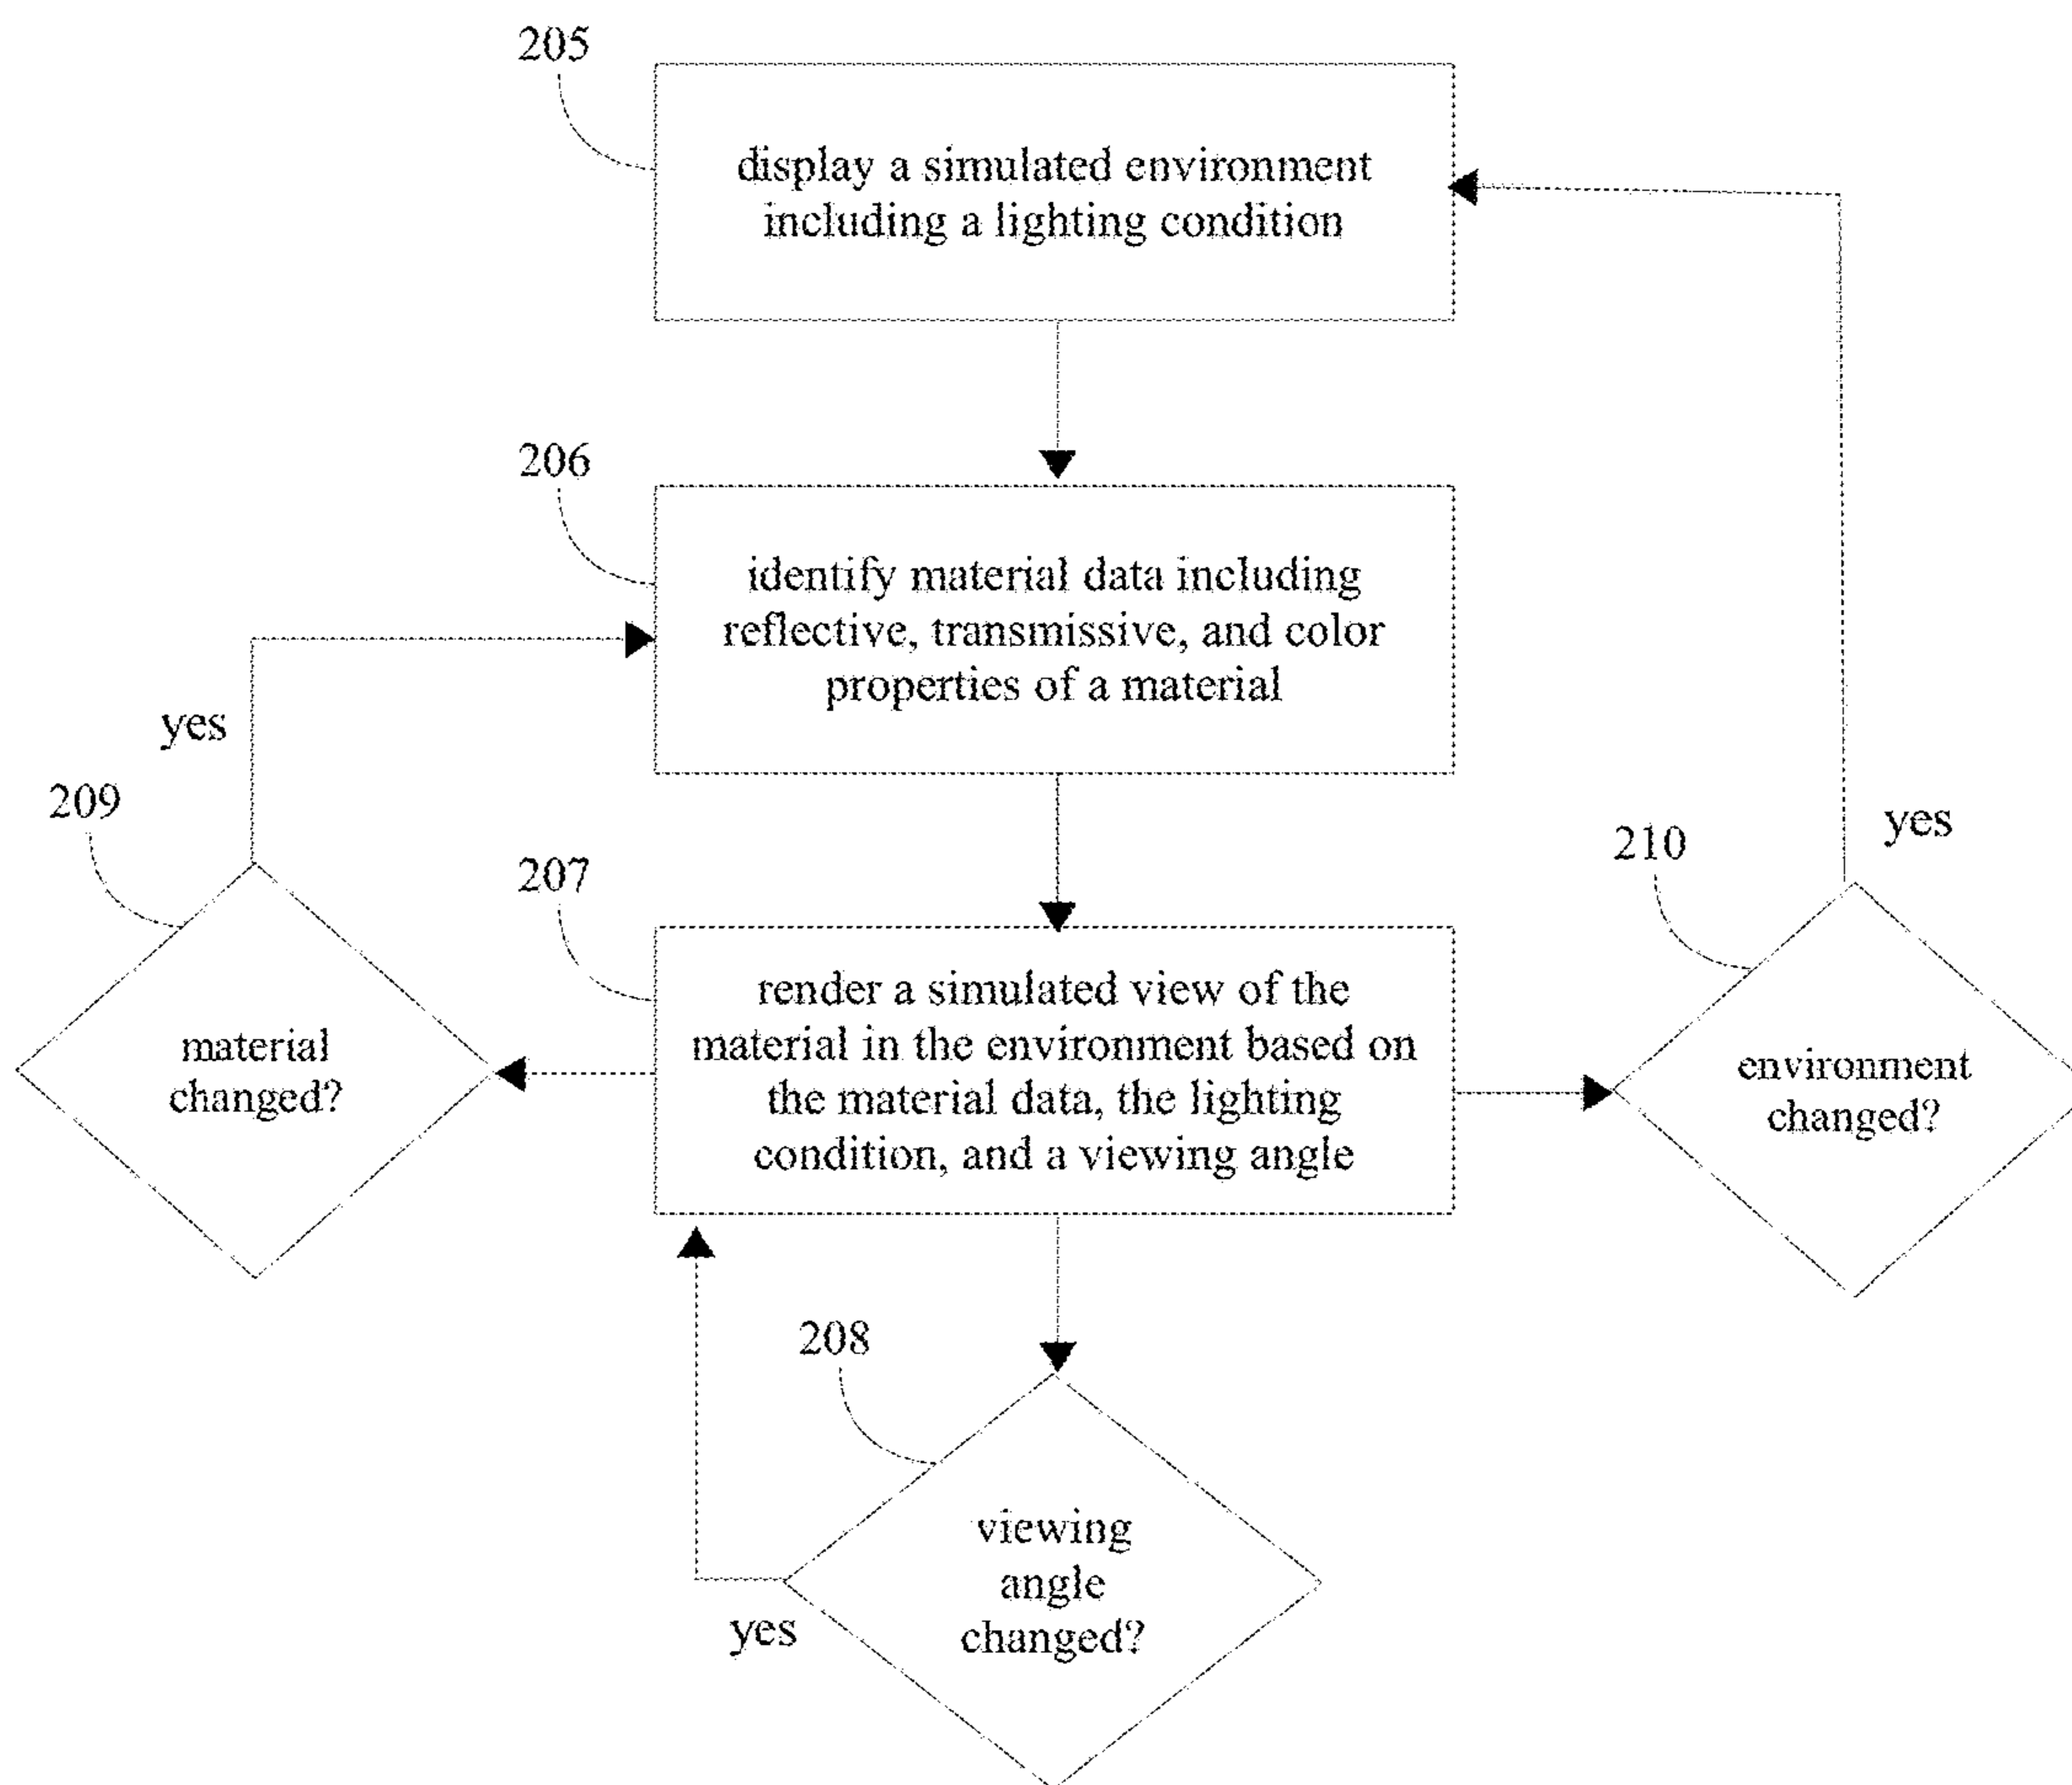 205
display a simulated environment
including a lighting condition
206
identify material data including
reflective, transmissive, and color
properties of a material
yes
209
207
210
yes
render a simulated view of the
material in the environment based on
the material data, the lighting
condition, and a viewing angle
material
changed?
environment
changed?
208
viewing
angle
changed?
yes